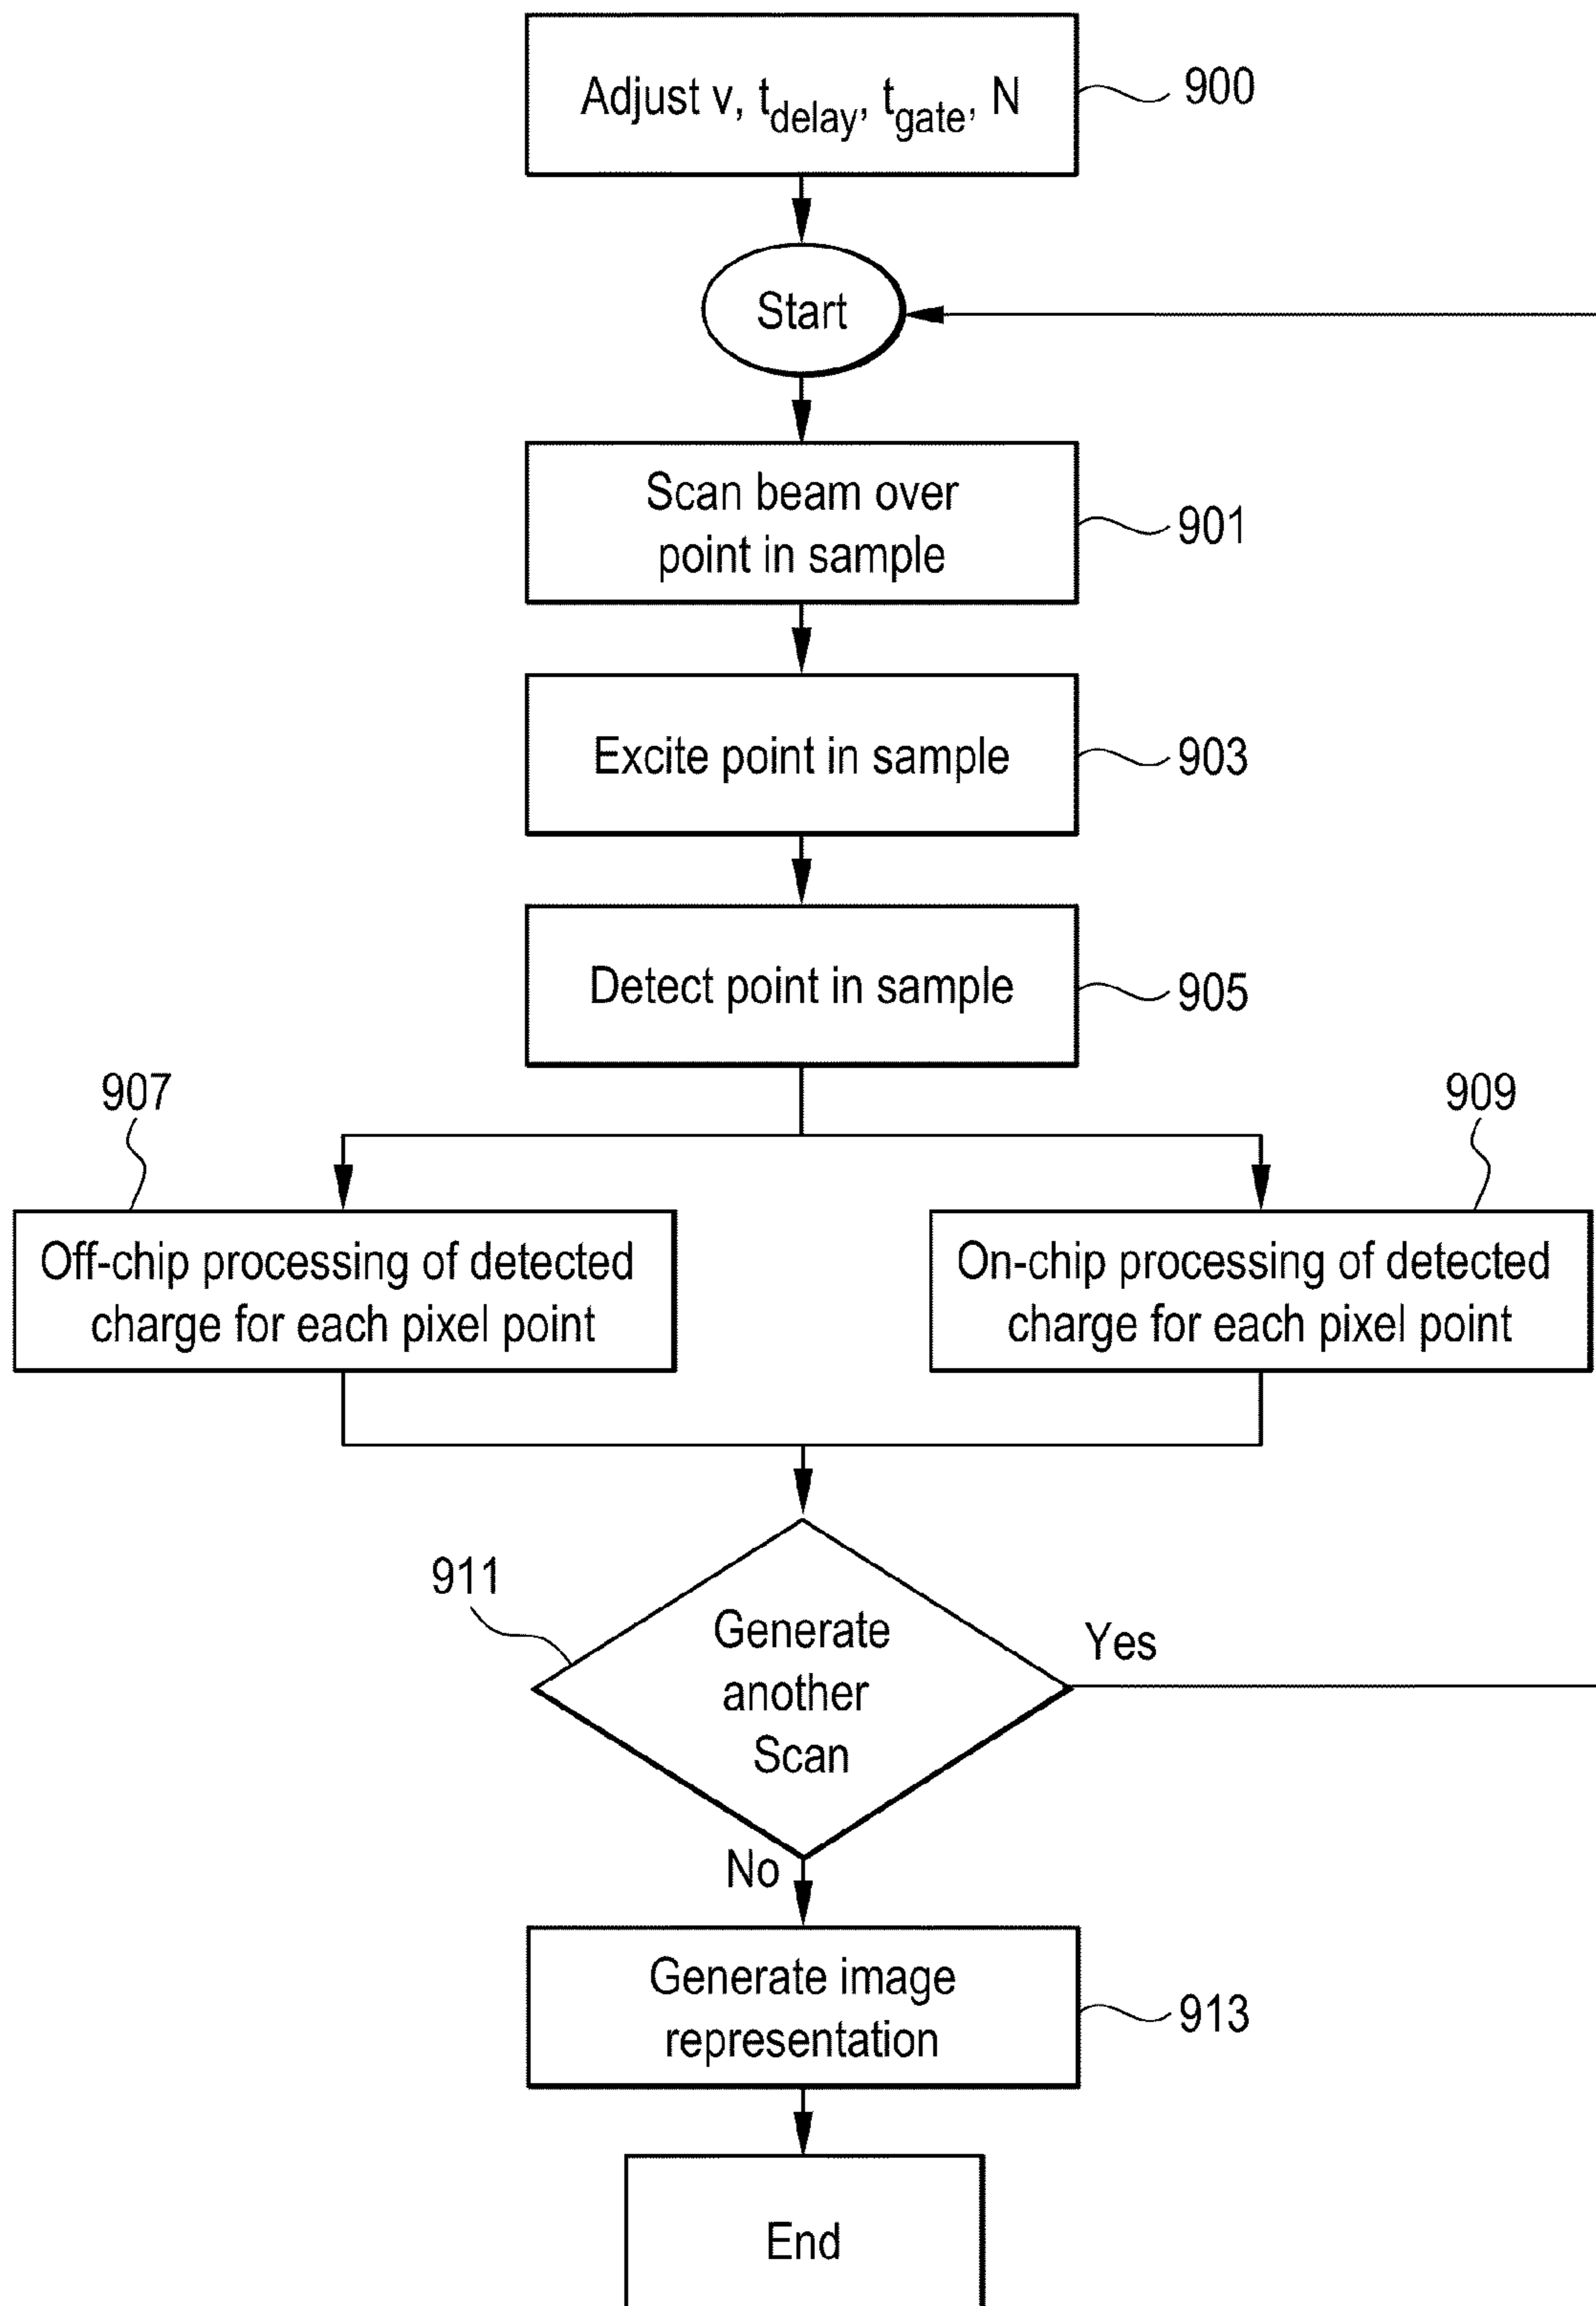 Adjust v, t_delay, t_gate, N
900
Start
Scan beam over
point in sample
901
Excite point in sample
903
Detect point in sample
905
907
909
Off-chip processing of detected
charge for each pixel point
On-chip processing of detected
charge for each pixel point
911
Generate
another
Scan
Yes
No
Generate image
representation
913
End